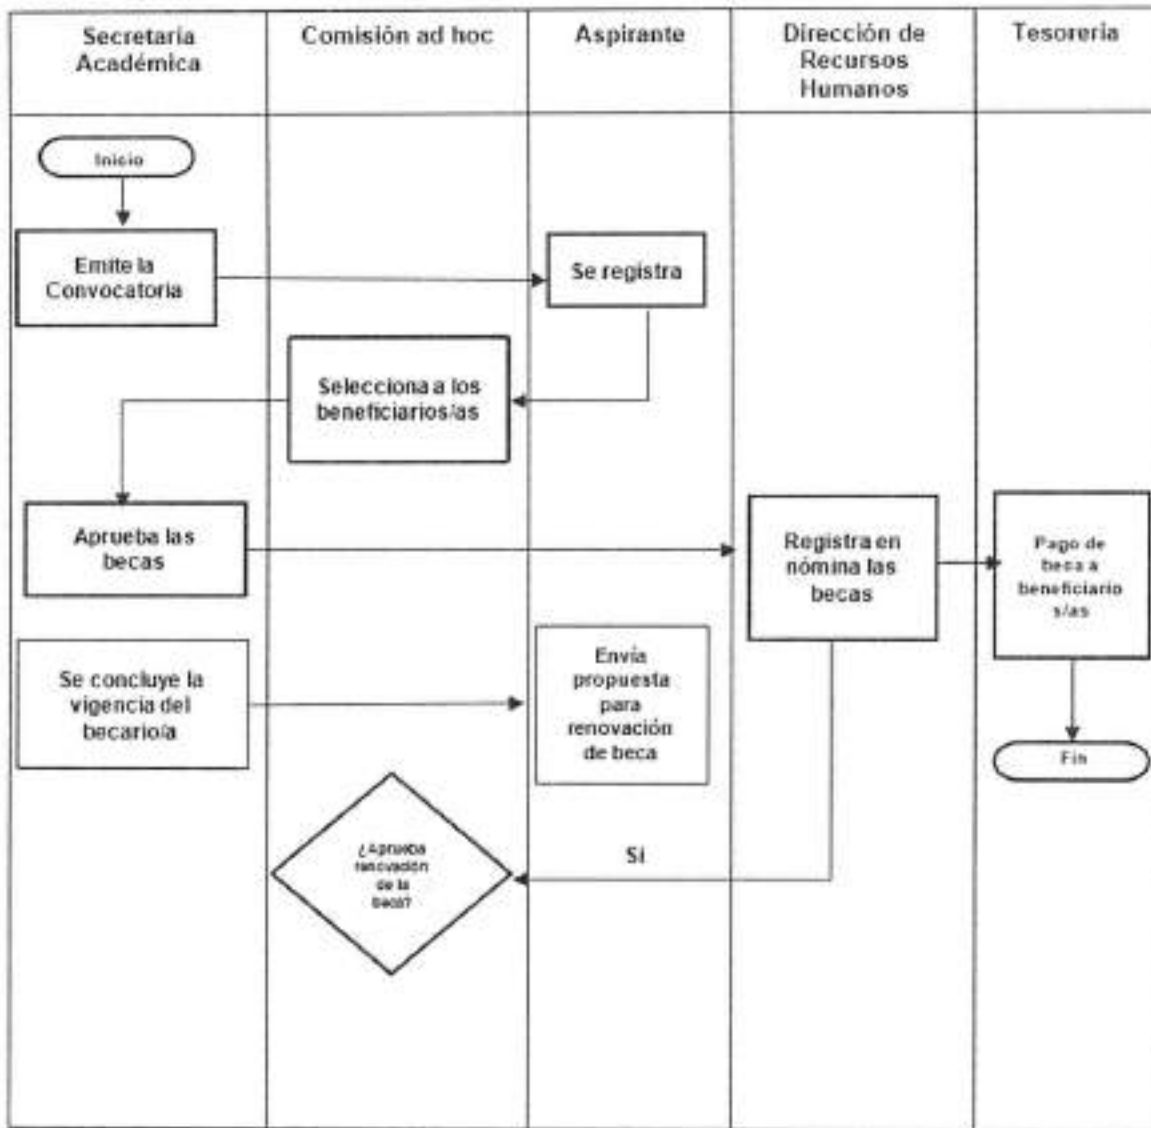 Secretaria
Académica
Comisión ad hoc
Aspirante
Dirección de
Recursos
Humanos
Tesorería
Inicio
Emite la
Convocatoria
Se registra
Selecciona a los
beneficiarios/as
Aprueba las
becas
Registra en
nómina las
becas
Pago de
beca a
beneficiario
s/as
Se concluye la
vigencia del
becario/a
Envía
propuesta
para
renovación
de beca
Fin
¿Aprueba
renovación
de la
beca?
Sí